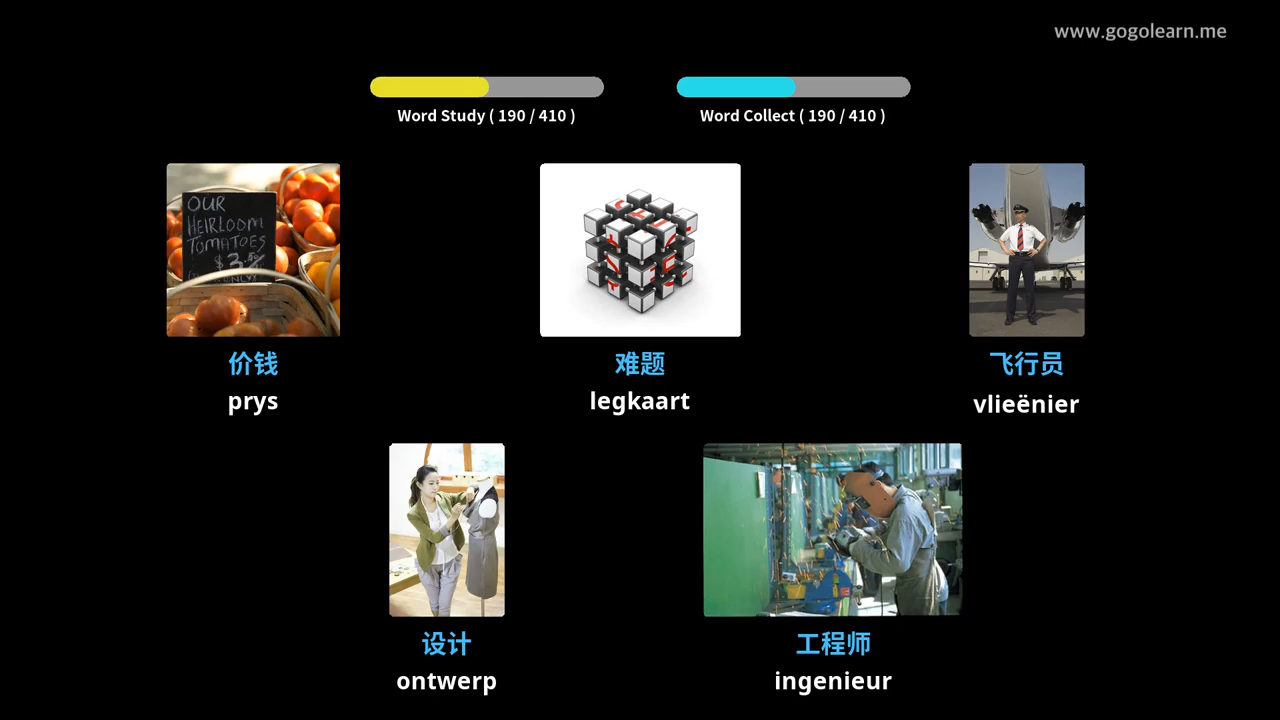 www.gogolearn.me
Word Study ( 190 / 410 )
Word Collect ( 190 / 410 )
OUR
HEIRLOOM
TOMATOES
价钱
prys
难题
legkaart
飞行员
vlieënier
设计
ontwerp
工程师
ingenieur